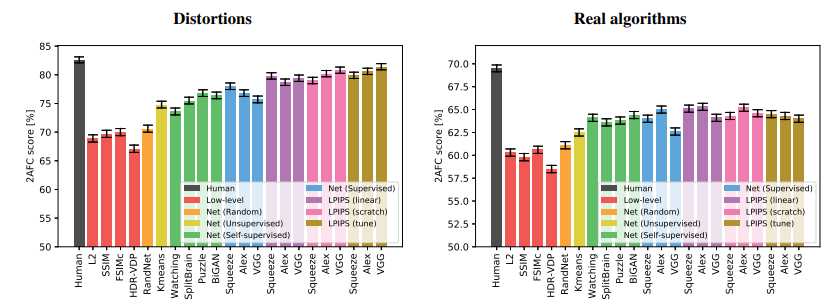 Distortions
85
80
75
70
65
60
55
50
2AFC score [%]
Human
Low-level
Net (Random)
Net (Unsupervised)
Net (Self-supervised)
Net (Supervised)
LPIPS (linear)
LPIPS (scratch)
LPIPS (tune)
Human
L2
SSIM
FSIMc
HDR-VDP
RandNet
Kmeans
Watching
SplitBrain
Puzzle
BiGAN
Squeeze
Alex
VGG
Squeeze
Alex
VGG
Squeeze
Alex
VGG
Squeeze
Alex
VGG
Real algorithms
70.0
67.5
65.0
62.5
60.0
57.5
55.0
52.5
50.0
2AFC score [%]
Human
Low-level
Net (Random)
Net (Unsupervised)
Net (Self-supervised)
Net (Supervised)
LPIPS (linear)
LPIPS (scratch)
LPIPS (tune)
Human
L2
SSIM
FSIMc
HDR-VDP
RandNet
Kmeans
Watching
SplitBrain
Puzzle
BiGAN
Squeeze
Alex
VGG
Squeeze
Alex
VGG
Squeeze
Alex
VGG
Squeeze
Alex
VGG